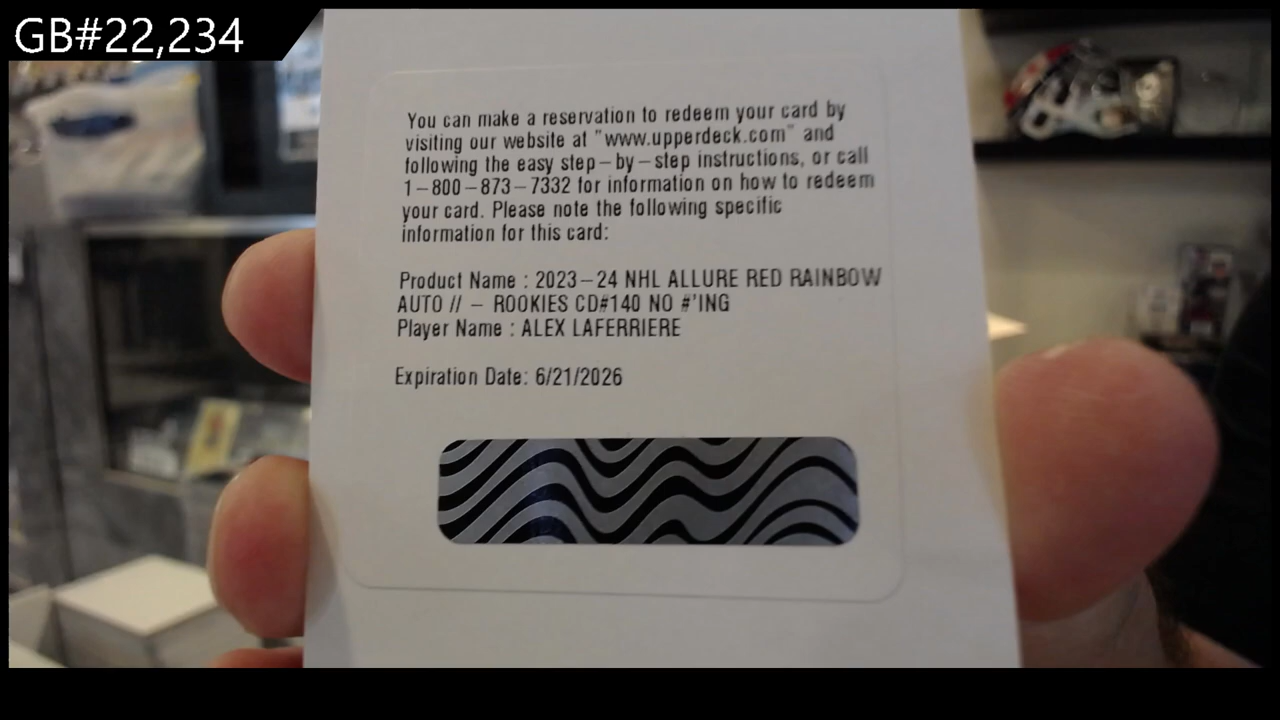 GB#22,234
You can make a reservation to redeem your card by
visiting our website at "www.upperdeck.com" and
following the easy step–by–step instructions, or call
1–800–873–7332 for information on how to redeem
your card. Please note the following specific
information for this card:
Product Name : 2023–24 NHL ALLURE RED RAINBOW
AUTO // – ROOKIES CD#140 NO #'ING
Player Name : ALEX LAFERRIERE
Expiration Date: 6/21/2026